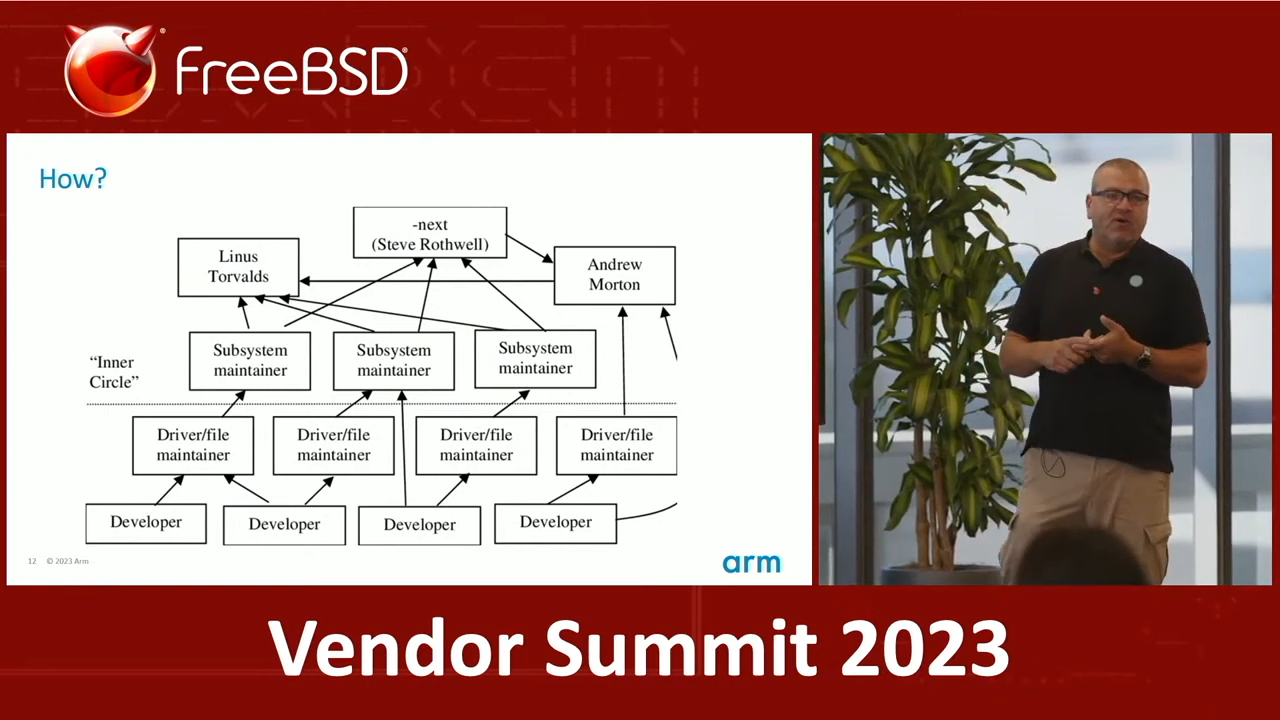 FreeBSD®
How?
-next
(Steve Rothwell)
Linus
Torvalds
Andrew
Morton
"Inner
Circle"
Subsystem
maintainer
Subsystem
maintainer
Subsystem
maintainer
Driver/file
maintainer
Driver/file
maintainer
Driver/file
maintainer
Driver/file
maintainer
Developer
Developer
Developer
Developer
12 © 2023 Arm
arm
Vendor Summit 2023